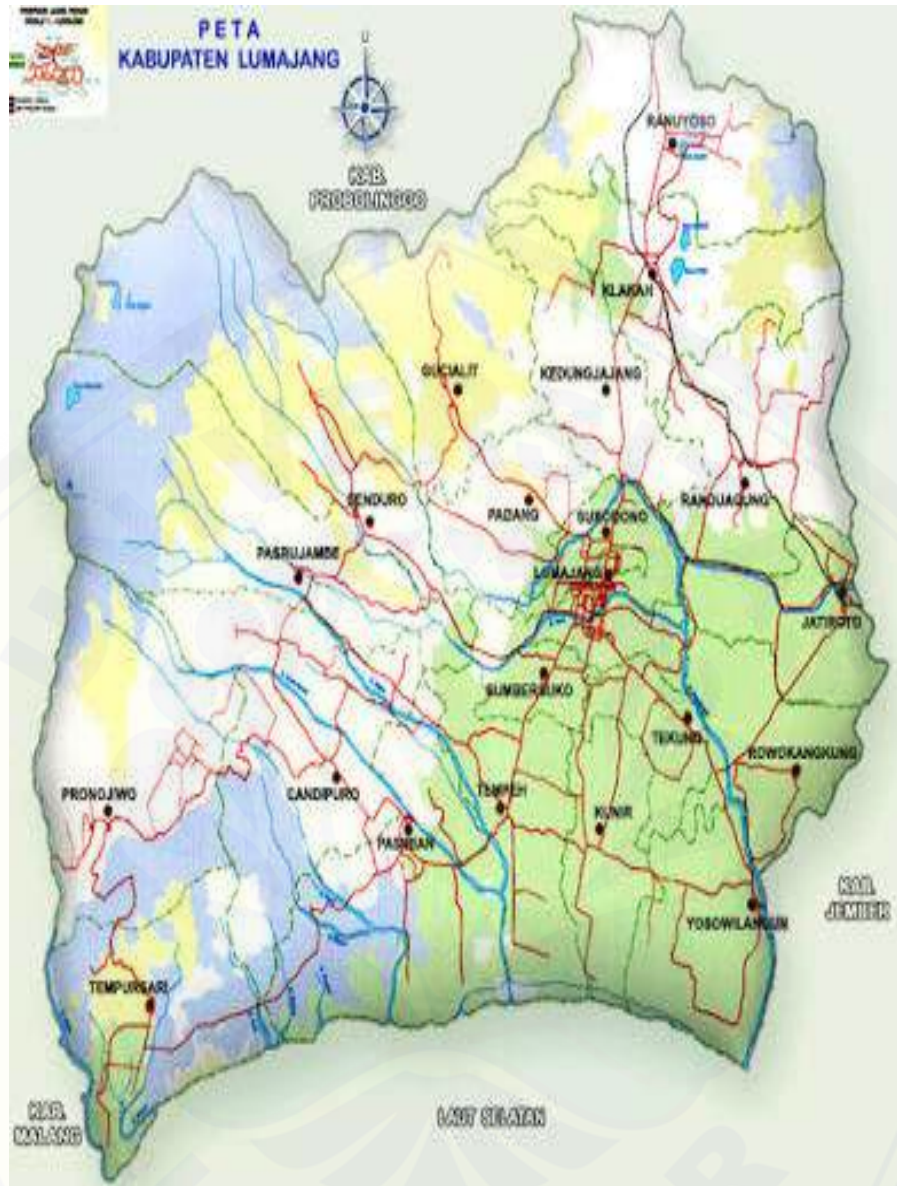 PETA
KABUPATEN LUMAJANG
U
KAB.
PROBOLINGGO
RANUYOSO
KLAKAH
GUCIALIT
KEDUNGJAJANG
SENDURO
PADANG
SUKODONO
RANDUAGUNG
PASRUJAMBE
LUMAJANG
JATIROTO
SUMBERSUKO
TEKUNG
ROWOKANGKUNG
PRONOJIWO
CANDIPURO
TEMPEH
KUNIR
PASIRIAN
KAB.
JEMBER
YOSOWILANGUN
TEMPURSARI
KAB.
MALANG
LAUT SELATAN